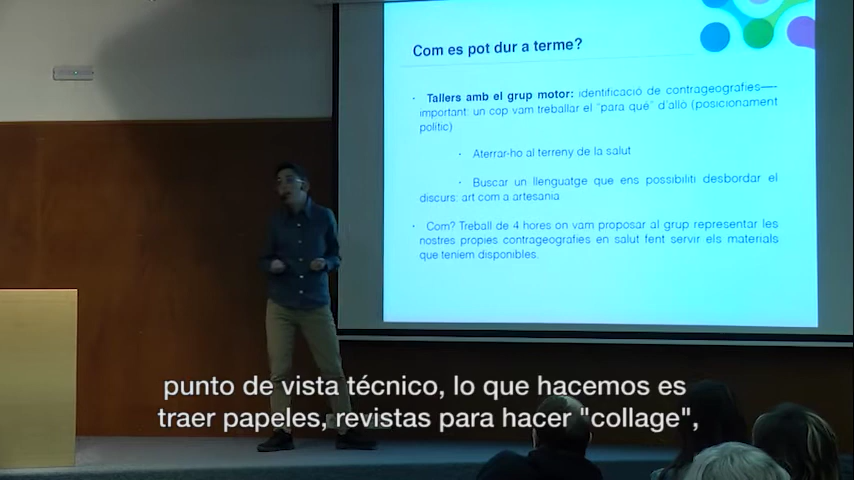 Com es pot dur a terme?
· Tallers amb el grup motor: identificació de contrageografies—-
important: un cop vam treballar el "para qué" d'allò (posicionament
polític)
· Aterrar-ho al terreny de la salut
· Buscar un llenguatge que ens possibiliti desbordar el
discurs: art com a artesania
· Com? Treball de 4 hores on vam proposar al grup representar les
nostres propies contrageografies en salut fent servir els materials
que teniem disponibles.
punto de vista técnico, lo que hacemos es
traer papeles, revistas para hacer "collage",